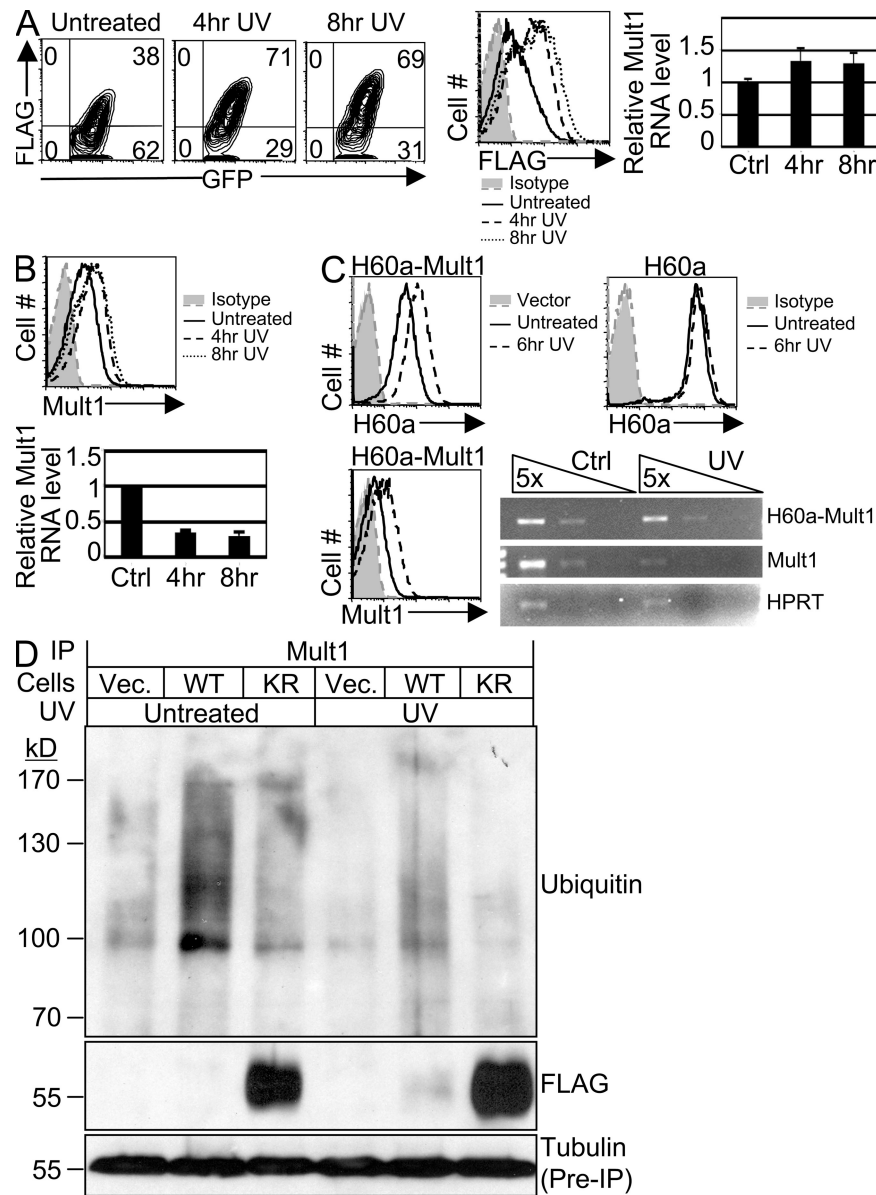 A
Untreated
4hr UV
8hr UV
0 38
0 71
0 69
0 62
0 29
0 31
FLAG
GFP
Cell #
FLAG
Isotype
Untreated
4hr UV
8hr UV
Relative Mult1
RNA level
1.5
1
0.5
0
Ctrl 4hr 8hr
B
Cell #
Mult1
Isotype
Untreated
4hr UV
8hr UV
Relative Mult1
RNA level
1.5
1
0.5
0
Ctrl 4hr 8hr
C
H60a-Mult1
Cell #
H60a
Vector
Untreated
6hr UV
H60a
H60a
Isotype
Untreated
6hr UV
H60a-Mult1
Cell #
Mult1
Ctrl UV
5x 5x
H60a-Mult1
Mult1
HPRT
D
IP Mult1
Cells Vec. WT KR Vec. WT KR
UV Untreated UV
kD
170
130
100
70
Ubiquitin
55
FLAG
55
Tubulin
(Pre-IP)